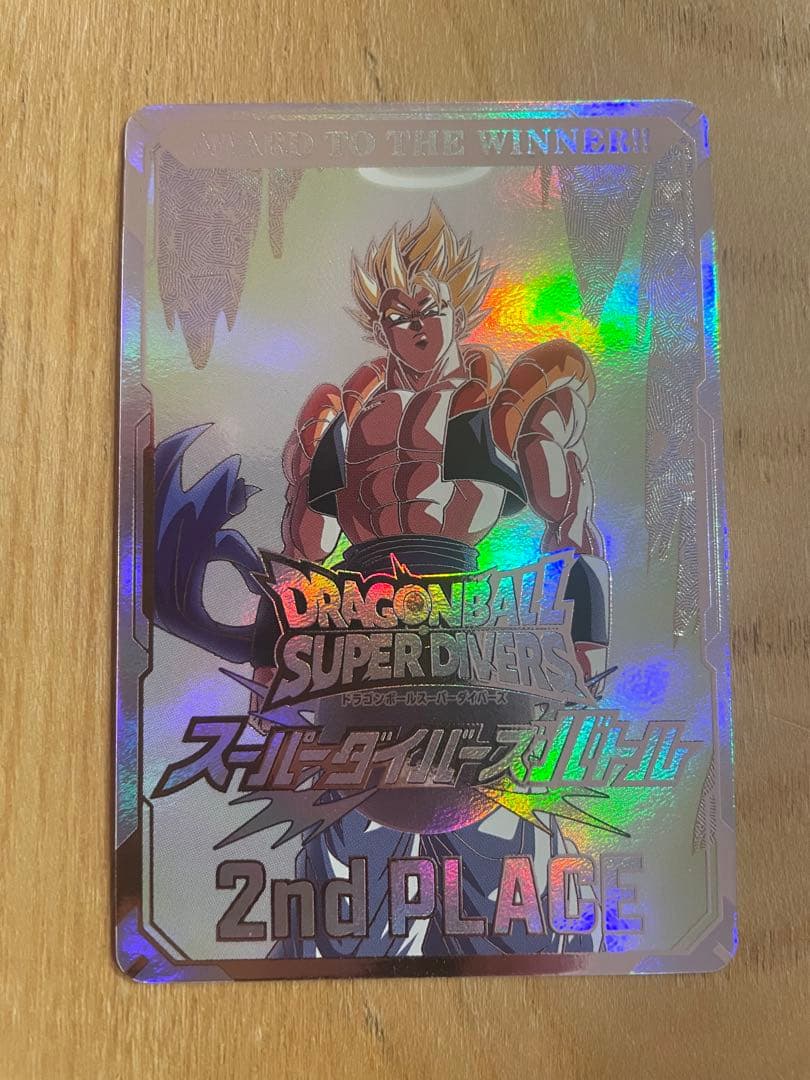 AWARD TO THE WINNER!!
DRAGONBALL
SUPER DIVERS
ドラゴンボールスーパーダイバーズ
スーパーダイバーズバトル
2nd PLACE